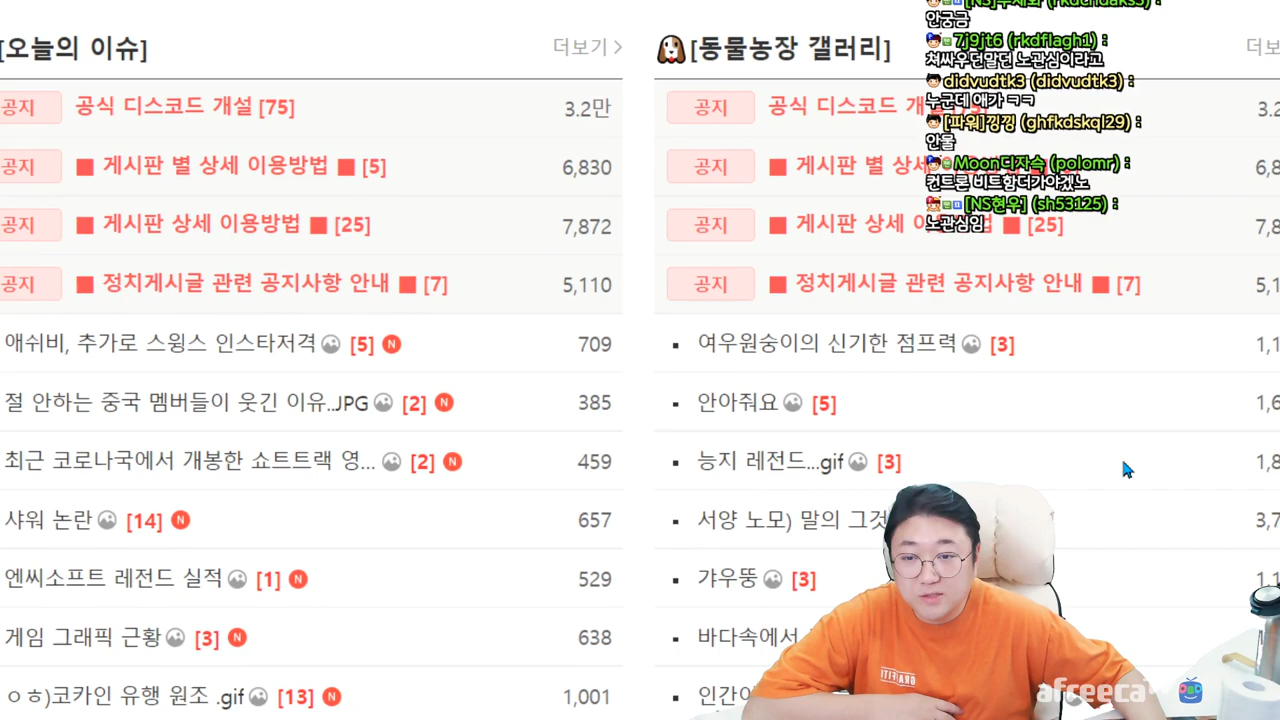 [오늘의 이슈]
더보기 >
공지 공식 디스코드 개설 [75] 3.2만
공지 ■ 게시판 별 상세 이용방법 ■ [5] 6,830
공지 ■ 게시판 상세 이용방법 ■ [25] 7,872
공지 ■ 정치게시글 관련 공지사항 안내 ■ [7] 5,110
애쉬비, 추가로 스윙스 인스타저격 [5] N 709
절 안하는 중국 멤버들이 웃긴 이유..JPG [2] N 385
최근 코로나국에서 개봉한 쇼트트랙 영... [2] N 459
샤워 논란 [14] N 657
엔씨소프트 레전드 실적 [1] N 529
게임 그래픽 근황 [3] N 638
ㅇㅎ)코카인 유행 원조 .gif [13] N 1,001
[동물농장 갤러리]
더보
공지 공식 디스코드 개
공지 ■ 게시판 별 상세
공지 ■ 게시판 상세 이 ■ [25]
공지 ■ 정치게시글 관련 공지사항 안내 ■ [7]
여우원숭이의 신기한 점프력 [3]
안아줘요 [5]
능지 레전드...gif [3]
서양 노모) 말의 그것
갸우뚱 [3]
바다속에서
안궁금
7j9jt6 (rkdflagh1) :
쳐싸우던말던 노관심이라고
didvudtk3 (didvudtk3) :
누군데 얘가 ㅋㅋ
[파워]낑낑 (ghfkdskql29) :
안물
Moon디자슥 (polomr) :
컨트론 비트함더가야겠노
[NS현우] (sh53125) :
노관심임
GRAFITI
afreecaTV